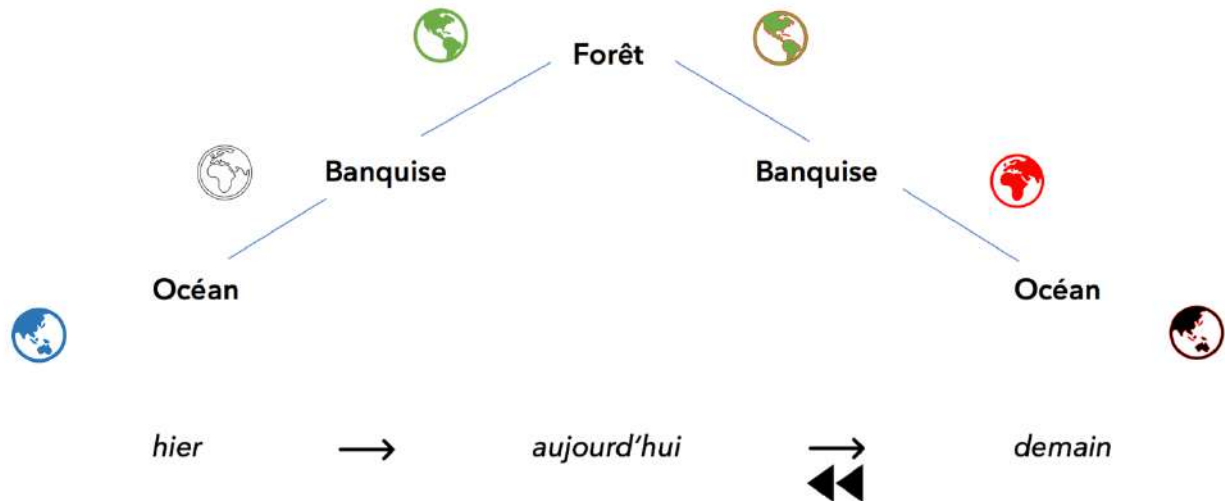 Forêt
Banquise Banquise
Océan Océan
hier → aujourd'hui → demain